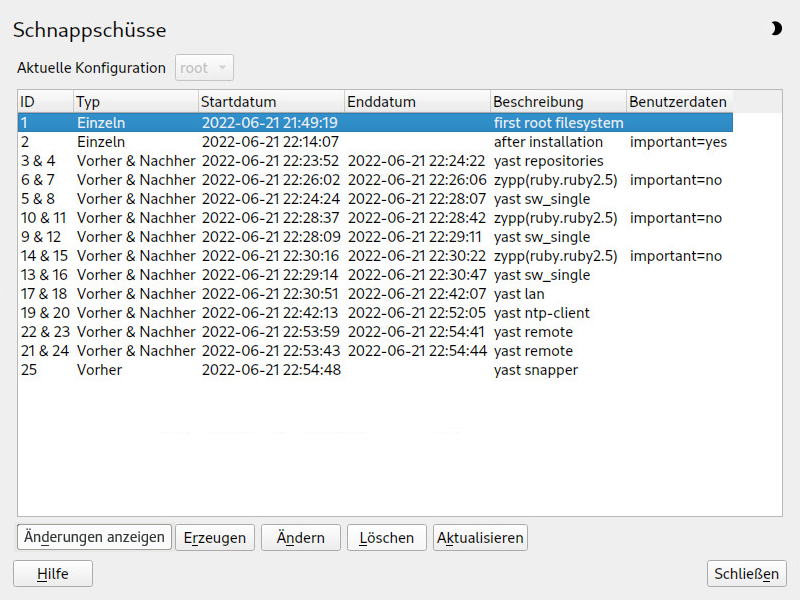 Schnappschüsse
Aktuelle Konfiguration root
ID Typ Startdatum Enddatum Beschreibung Benutzerdaten
1 Einzeln 2022-06-21 21:49:19 first root filesystem
2 Einzeln 2022-06-21 22:14:07 after installation important=yes
3 & 4 Vorher & Nachher 2022-06-21 22:23:52 2022-06-21 22:24:22 yast repositories
6 & 7 Vorher & Nachher 2022-06-21 22:26:02 2022-06-21 22:26:06 zypp(ruby.ruby2.5) important=no
5 & 8 Vorher & Nachher 2022-06-21 22:24:24 2022-06-21 22:28:07 yast sw_single
10 & 11 Vorher & Nachher 2022-06-21 22:28:37 2022-06-21 22:28:42 zypp(ruby.ruby2.5) important=no
9 & 12 Vorher & Nachher 2022-06-21 22:28:09 2022-06-21 22:29:11 yast sw_single
14 & 15 Vorher & Nachher 2022-06-21 22:30:16 2022-06-21 22:30:22 zypp(ruby.ruby2.5) important=no
13 & 16 Vorher & Nachher 2022-06-21 22:29:14 2022-06-21 22:30:47 yast sw_single
17 & 18 Vorher & Nachher 2022-06-21 22:30:51 2022-06-21 22:42:07 yast lan
19 & 20 Vorher & Nachher 2022-06-21 22:42:13 2022-06-21 22:52:05 yast ntp-client
22 & 23 Vorher & Nachher 2022-06-21 22:53:59 2022-06-21 22:54:41 yast remote
21 & 24 Vorher & Nachher 2022-06-21 22:53:43 2022-06-21 22:54:44 yast remote
25 Vorher 2022-06-21 22:54:48 yast snapper
Änderungen anzeigen Erzeugen Ändern Löschen Aktualisieren
Hilfe Schließen